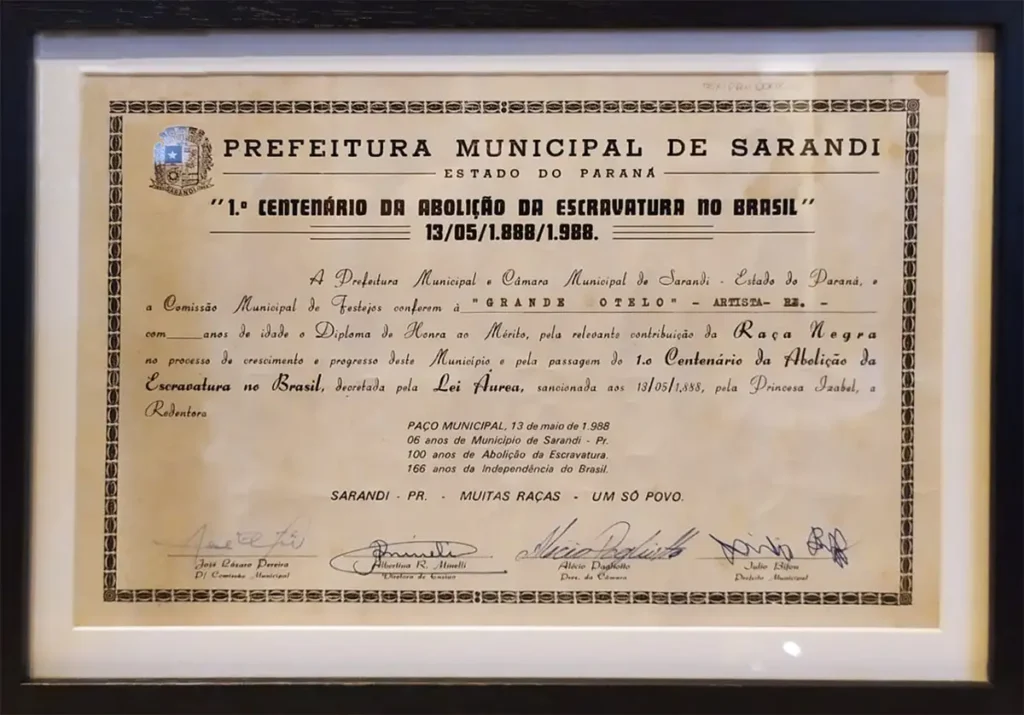 SARANDI
PREFEITURA MUNICIPAL DE SARANDI
ESTADO DO PARANÁ
"1.º CENTENÁRIO DA ABOLIÇÃO DA ESCRAVATURA NO BRASIL"
13/05/1.888/1.988.
A Prefeitura Municipal e Câmara Municipal de Sarandi - Estado do Paraná, e
a Comissão Municipal de Festejos conferem à "GRANDE OTELO" - ARTISTA- -
com____anos de idade o Diploma de Honra ao Mérito, pela relevante contribuição da Raça Negra
no processo de crescimento e progresso deste Município e pela passagem do 1.o Centenário da Abolição da
Escravatura no Brasil, decretada pela Lei Áurea, sancionada aos 13/05/1.888, pela Princesa Izabel, a
Redentora
PAÇO MUNICIPAL, 13 de maio de 1.988
06 anos de Município de Sarandi - Pr.
100 anos de Abolição da Escravatura.
166 anos da Independência do Brasil.
SARANDI - PR. - MUITAS RAÇAS - UM SÓ POVO.
José Lázaro Pereira
P/ Comissão Municipal
Albertina R. Minelli
Diretora de Ensino
Alécio Pagliotto
Pres. da Câmara
Julio Bifon
Prefeito Municipal